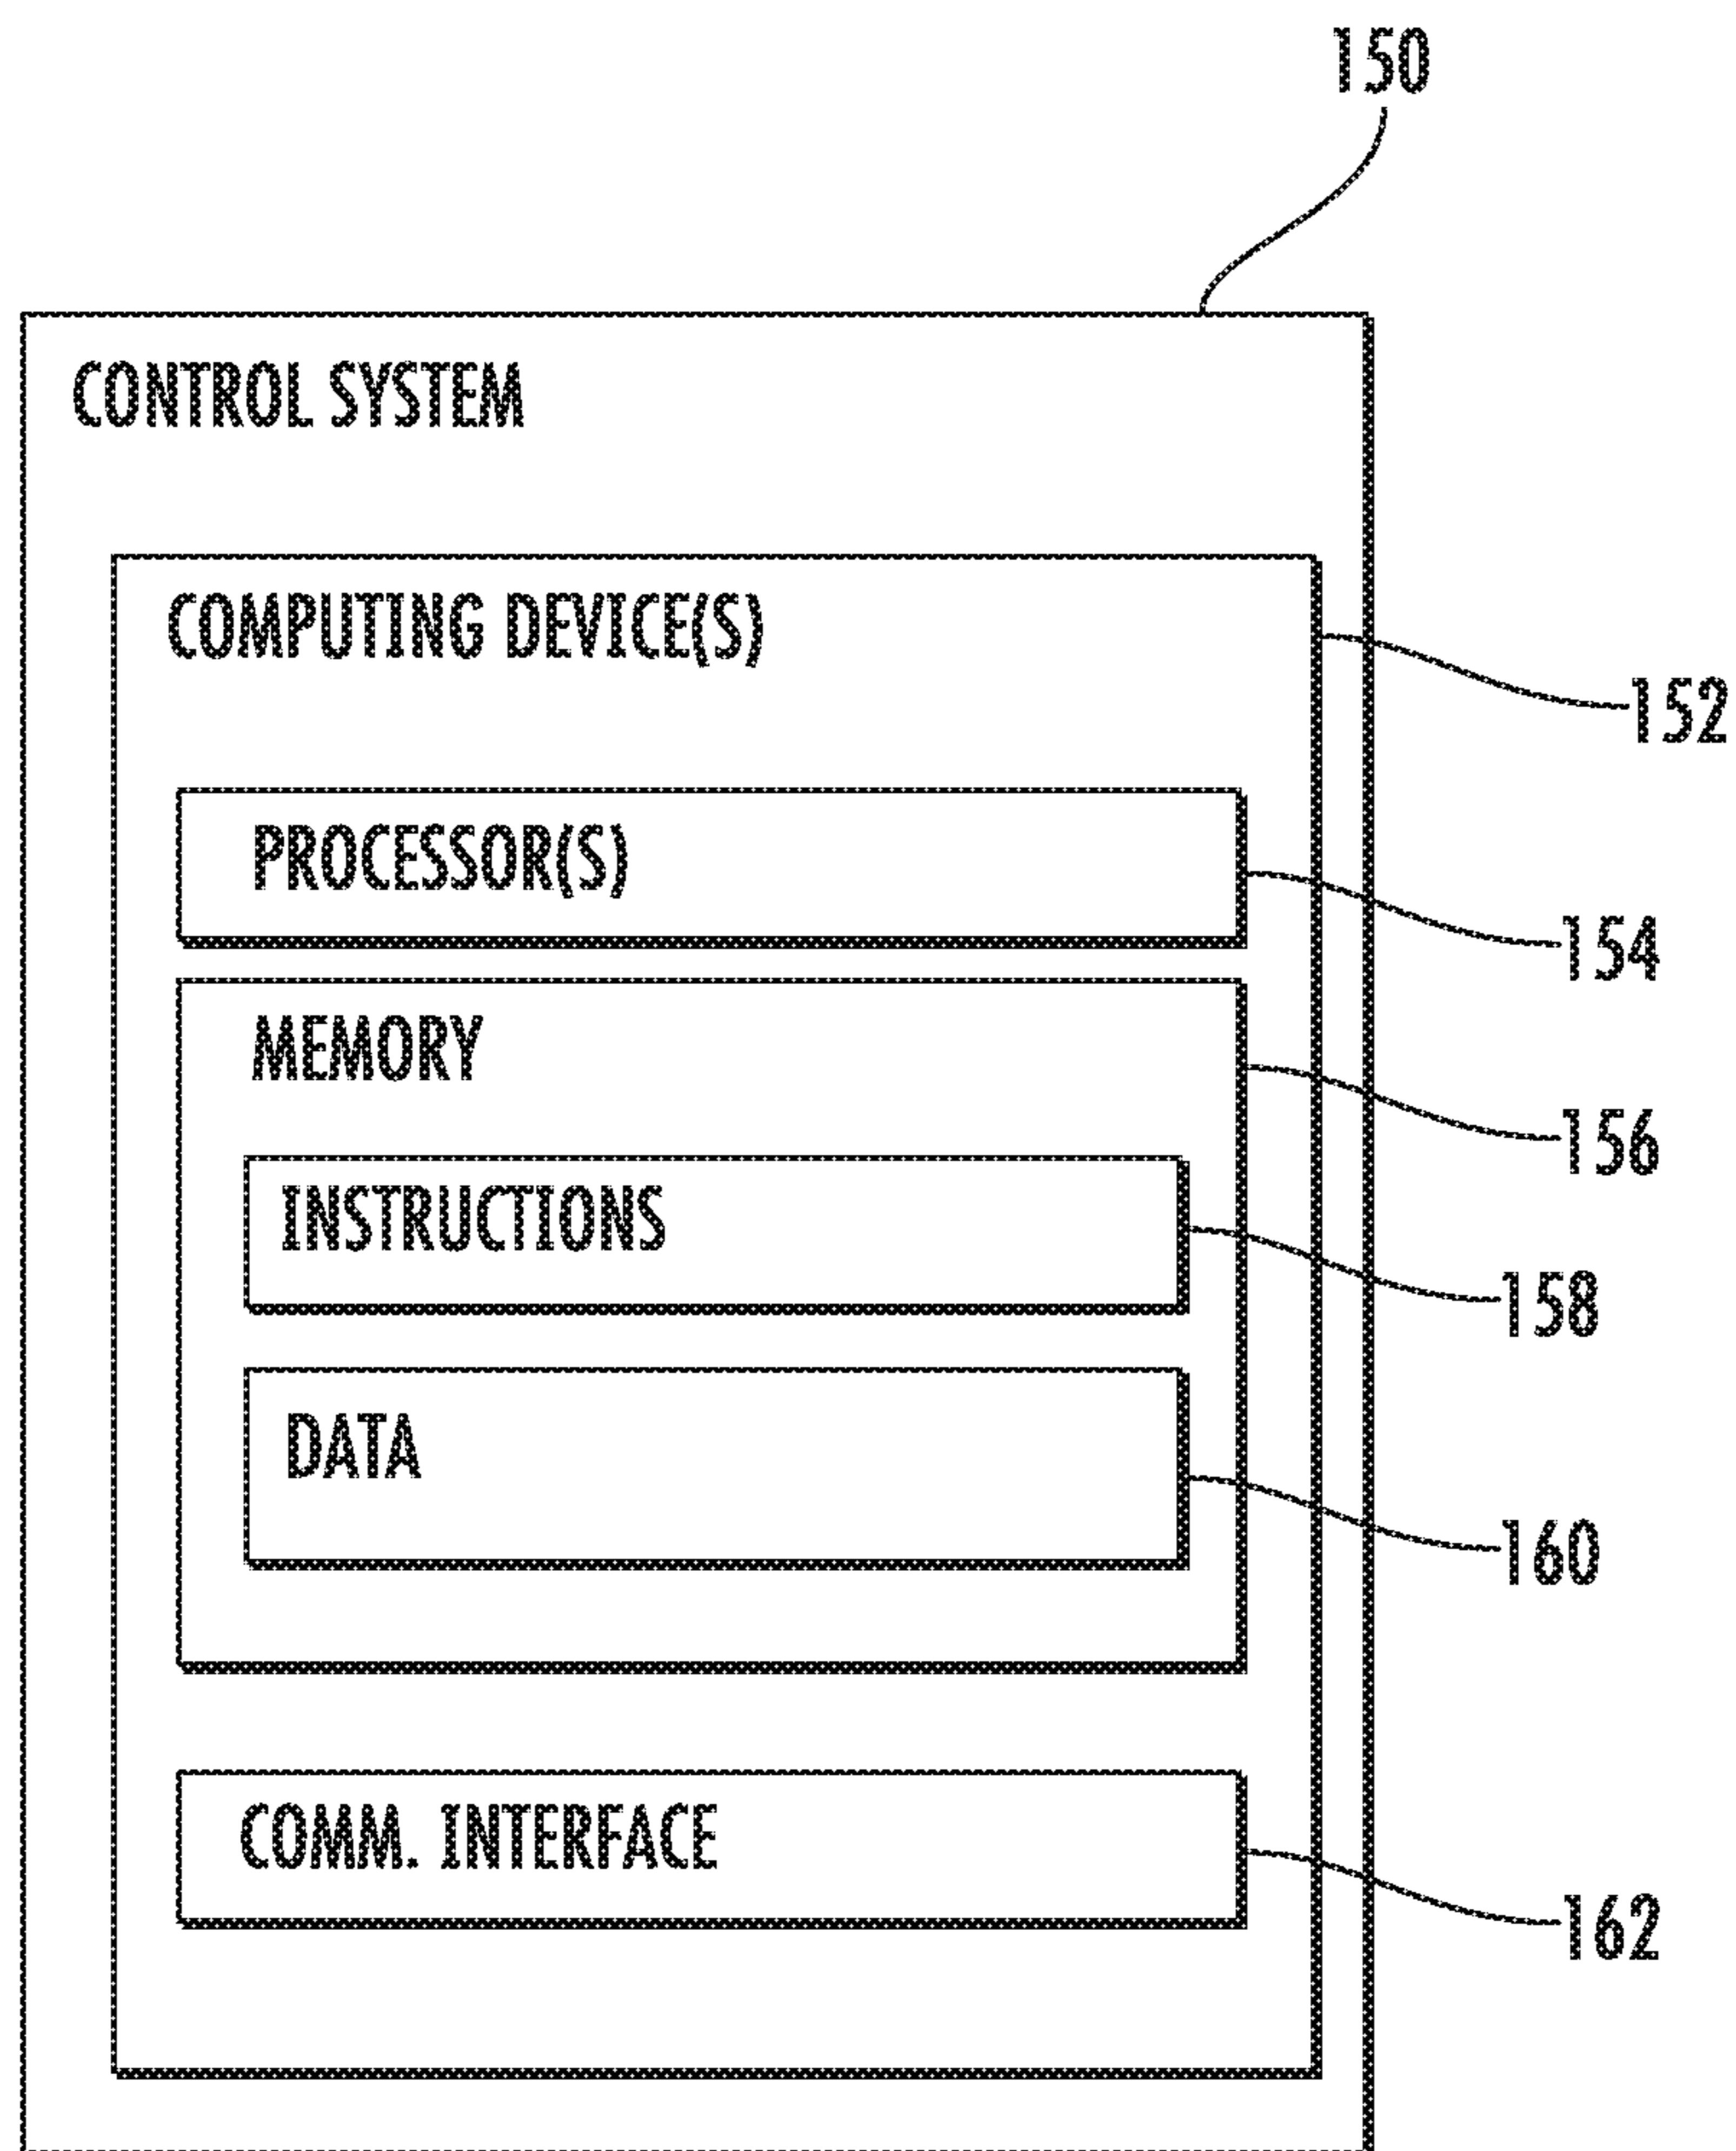 150
CONTROL SYSTEM
COMPUTING DEVICE(S)
152
PROCESSOR(S)
154
MEMORY
156
INSTRUCTIONS
158
DATA
160
COMM. INTERFACE
162